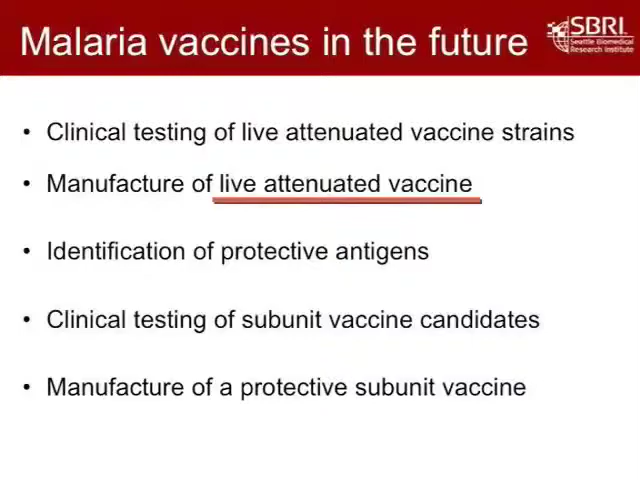 Malaria vaccines in the future
SBRI
Seattle Biomedical
Research Institute
• Clinical testing of live attenuated vaccine strains
• Manufacture of live attenuated vaccine
• Identification of protective antigens
• Clinical testing of subunit vaccine candidates
• Manufacture of a protective subunit vaccine